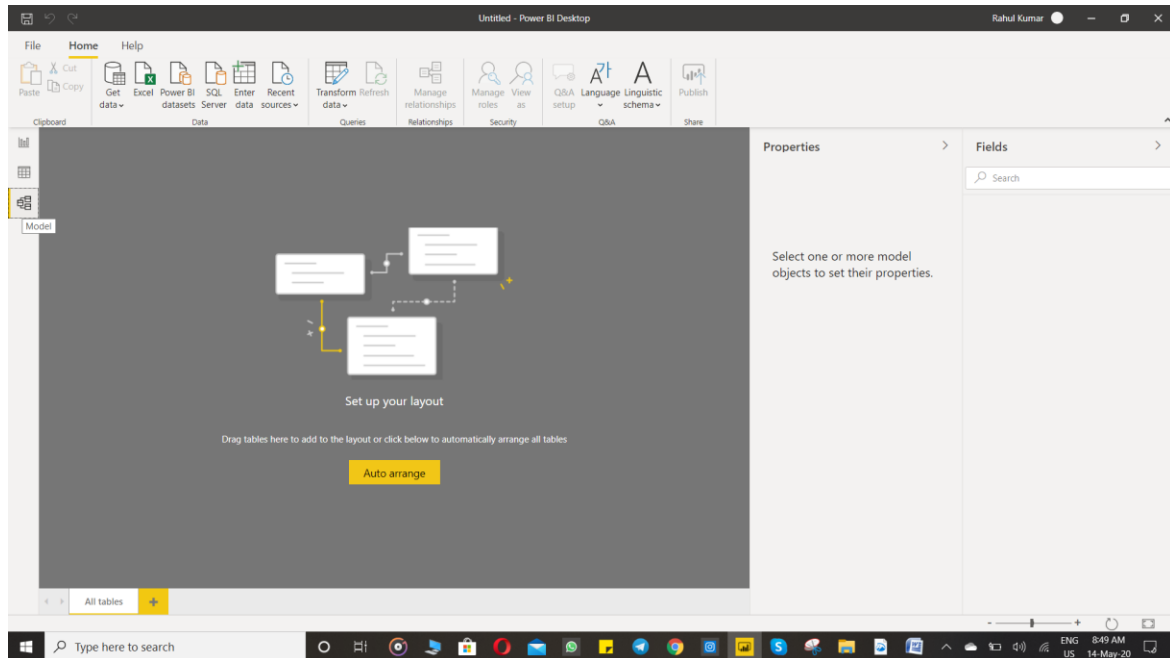 Untitled - Power BI Desktop
Rahul Kumar
File Home Help
Paste
Cut
Copy
Clipboard
Get data
Excel
Power BI datasets
SQL Server
Enter data
Recent sources
Data
Transform data
Refresh
Queries
Manage relationships
Relationships
Manage roles
View as
Security
Q&A setup
Language
Linguistic schema
Q&A
Publish
Share
Model
Set up your layout
Drag tables here to add to the layout or click below to automatically arrange all tables
Auto arrange
Properties
Select one or more model
objects to set their properties.
Fields
Search
All tables
Type here to search
ENG
US
8:49 AM
14-May-20